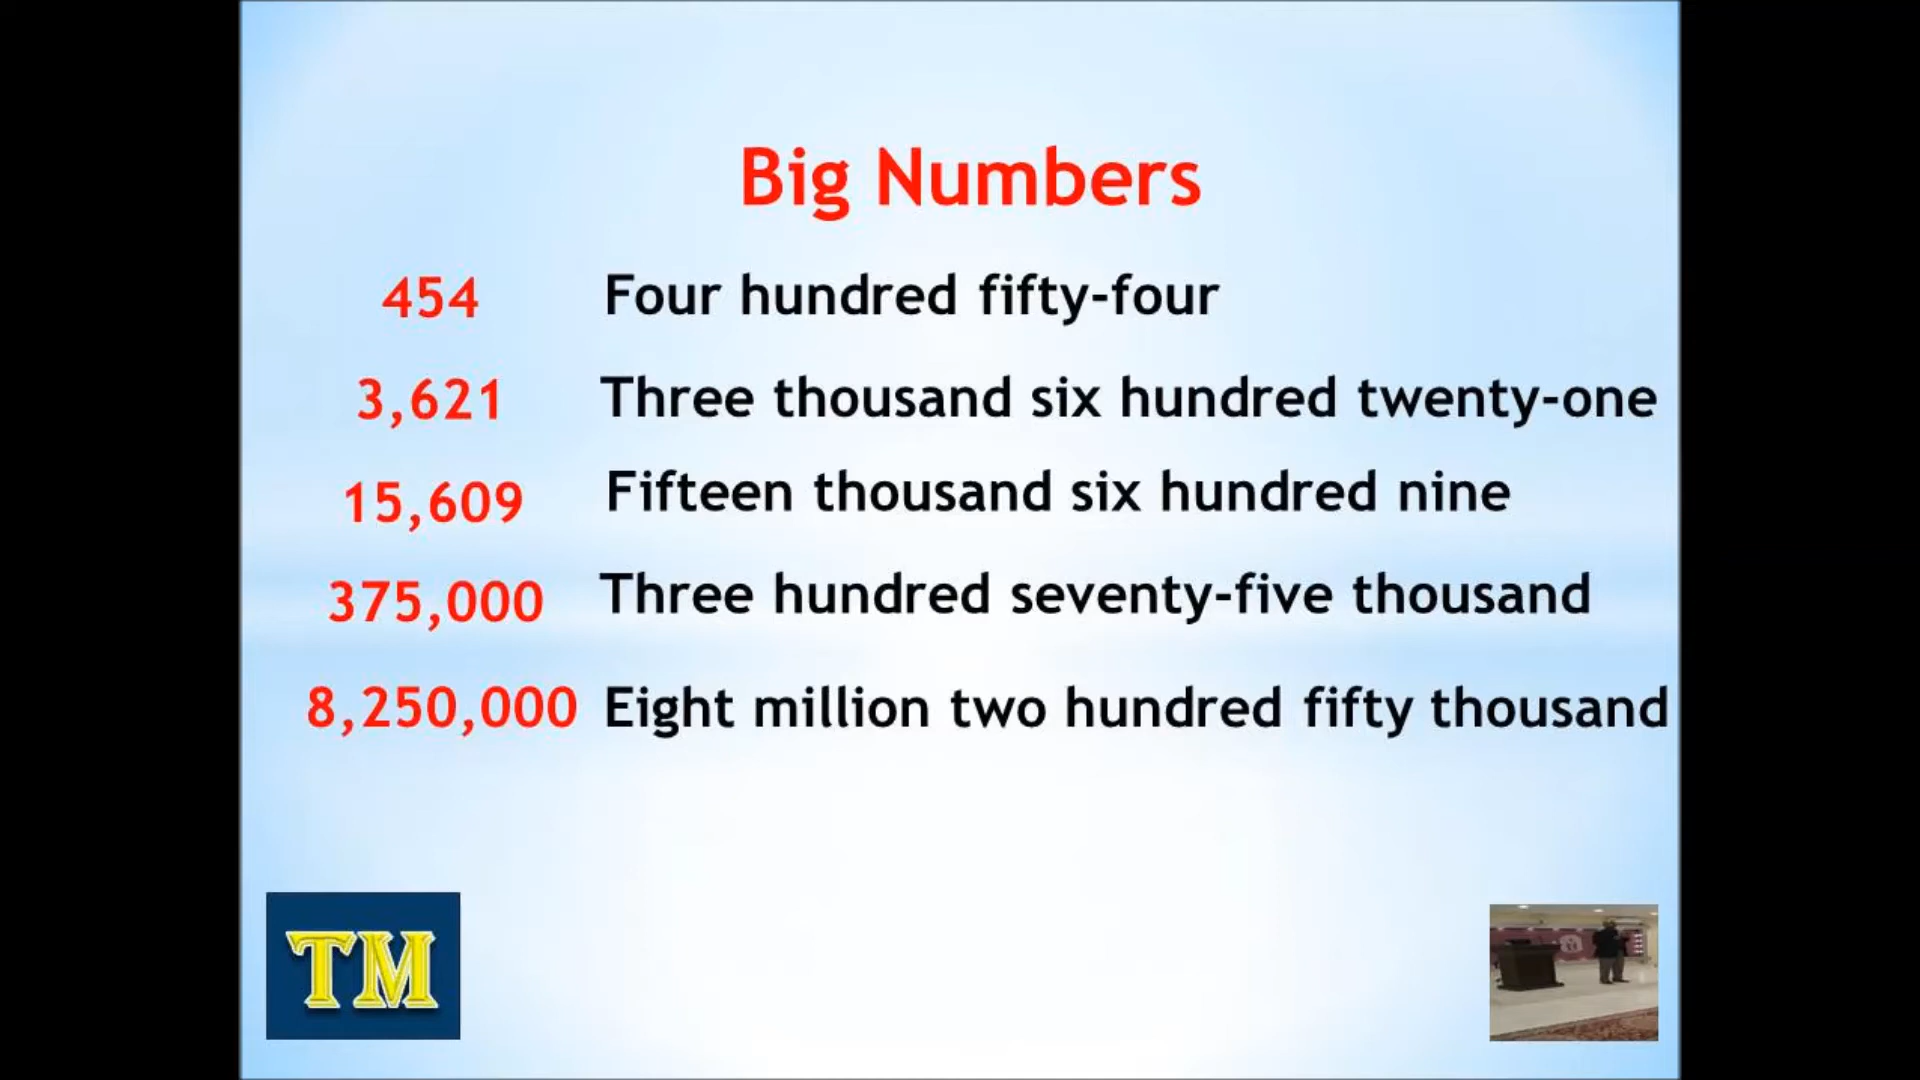 Big Numbers
454 Four hundred fifty-four
3,621 Three thousand six hundred twenty-one
15,609 Fifteen thousand six hundred nine
375,000 Three hundred seventy-five thousand
8,250,000 Eight million two hundred fifty thousand
TM